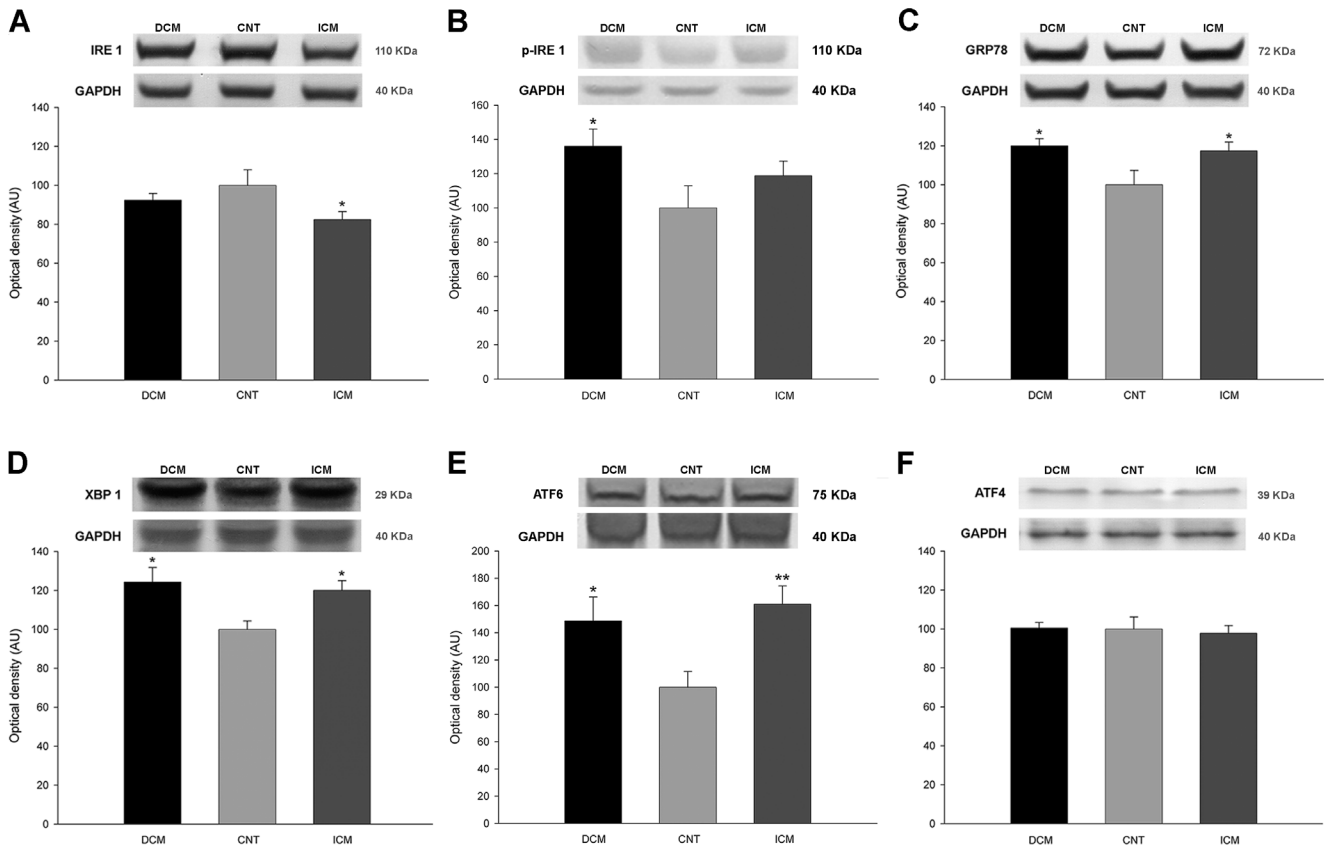 A
DCM CNT ICM
IRE 1 110 KDa
GAPDH 40 KDa
140
120
100
80
60
40
20
0
Optical density (AU)
*
DCM CNT ICM
B
DCM CNT ICM
p-IRE 1 110 KDa
GAPDH 40 KDa
160
140
120
100
80
60
40
20
0
Optical density (AU)
*
DCM CNT ICM
C
DCM CNT ICM
GRP78 72 KDa
GAPDH 40 KDa
140
120
100
80
60
40
20
0
Optical density (AU)
* *
DCM CNT ICM
D
DCM CNT ICM
XBP 1 29 KDa
GAPDH 40 KDa
140
120
100
80
60
40
20
0
Optical density (AU)
* *
DCM CNT ICM
E
DCM CNT ICM
ATF6 75 KDa
GAPDH 40 KDa
200
180
160
140
120
100
80
60
40
20
0
Optical density (AU)
* **
DCM CNT ICM
F
DCM CNT ICM
ATF4 39 KDa
GAPDH 40 KDa
140
120
100
80
60
40
20
0
Optical density (AU)
DCM CNT ICM